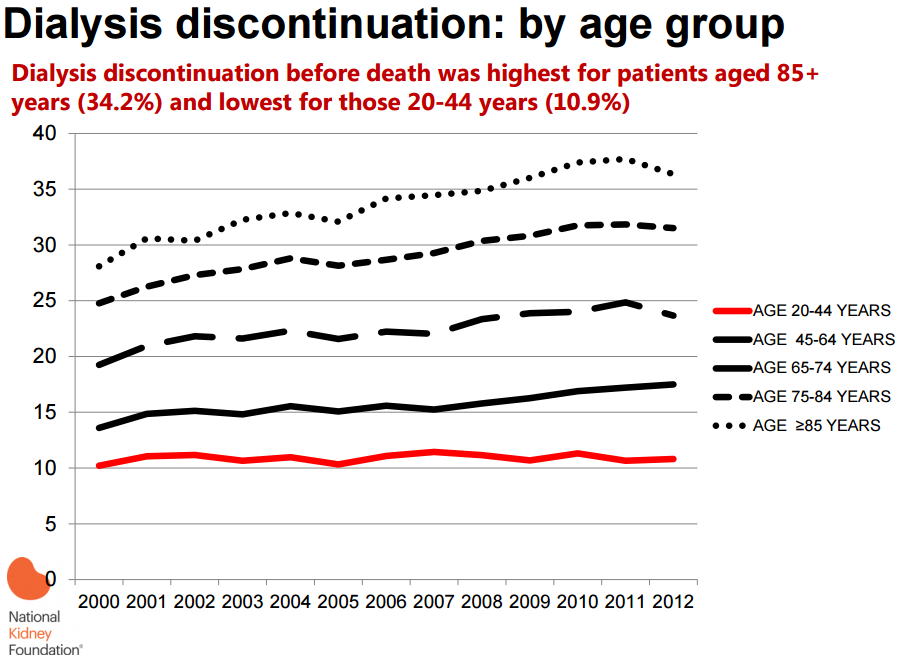 Dialysis discontinuation: by age group
Dialysis discontinuation before death was highest for patients aged 85+
years (34.2%) and lowest for those 20-44 years (10.9%)
40
35
30
25
20
15
10
5
0
2000 2001 2002 2003 2004 2005 2006 2007 2008 2009 2010 2011 2012
AGE 20-44 YEARS
AGE 45-64 YEARS
AGE 65-74 YEARS
AGE 75-84 YEARS
AGE ≥85 YEARS
National
Kidney
Foundation®